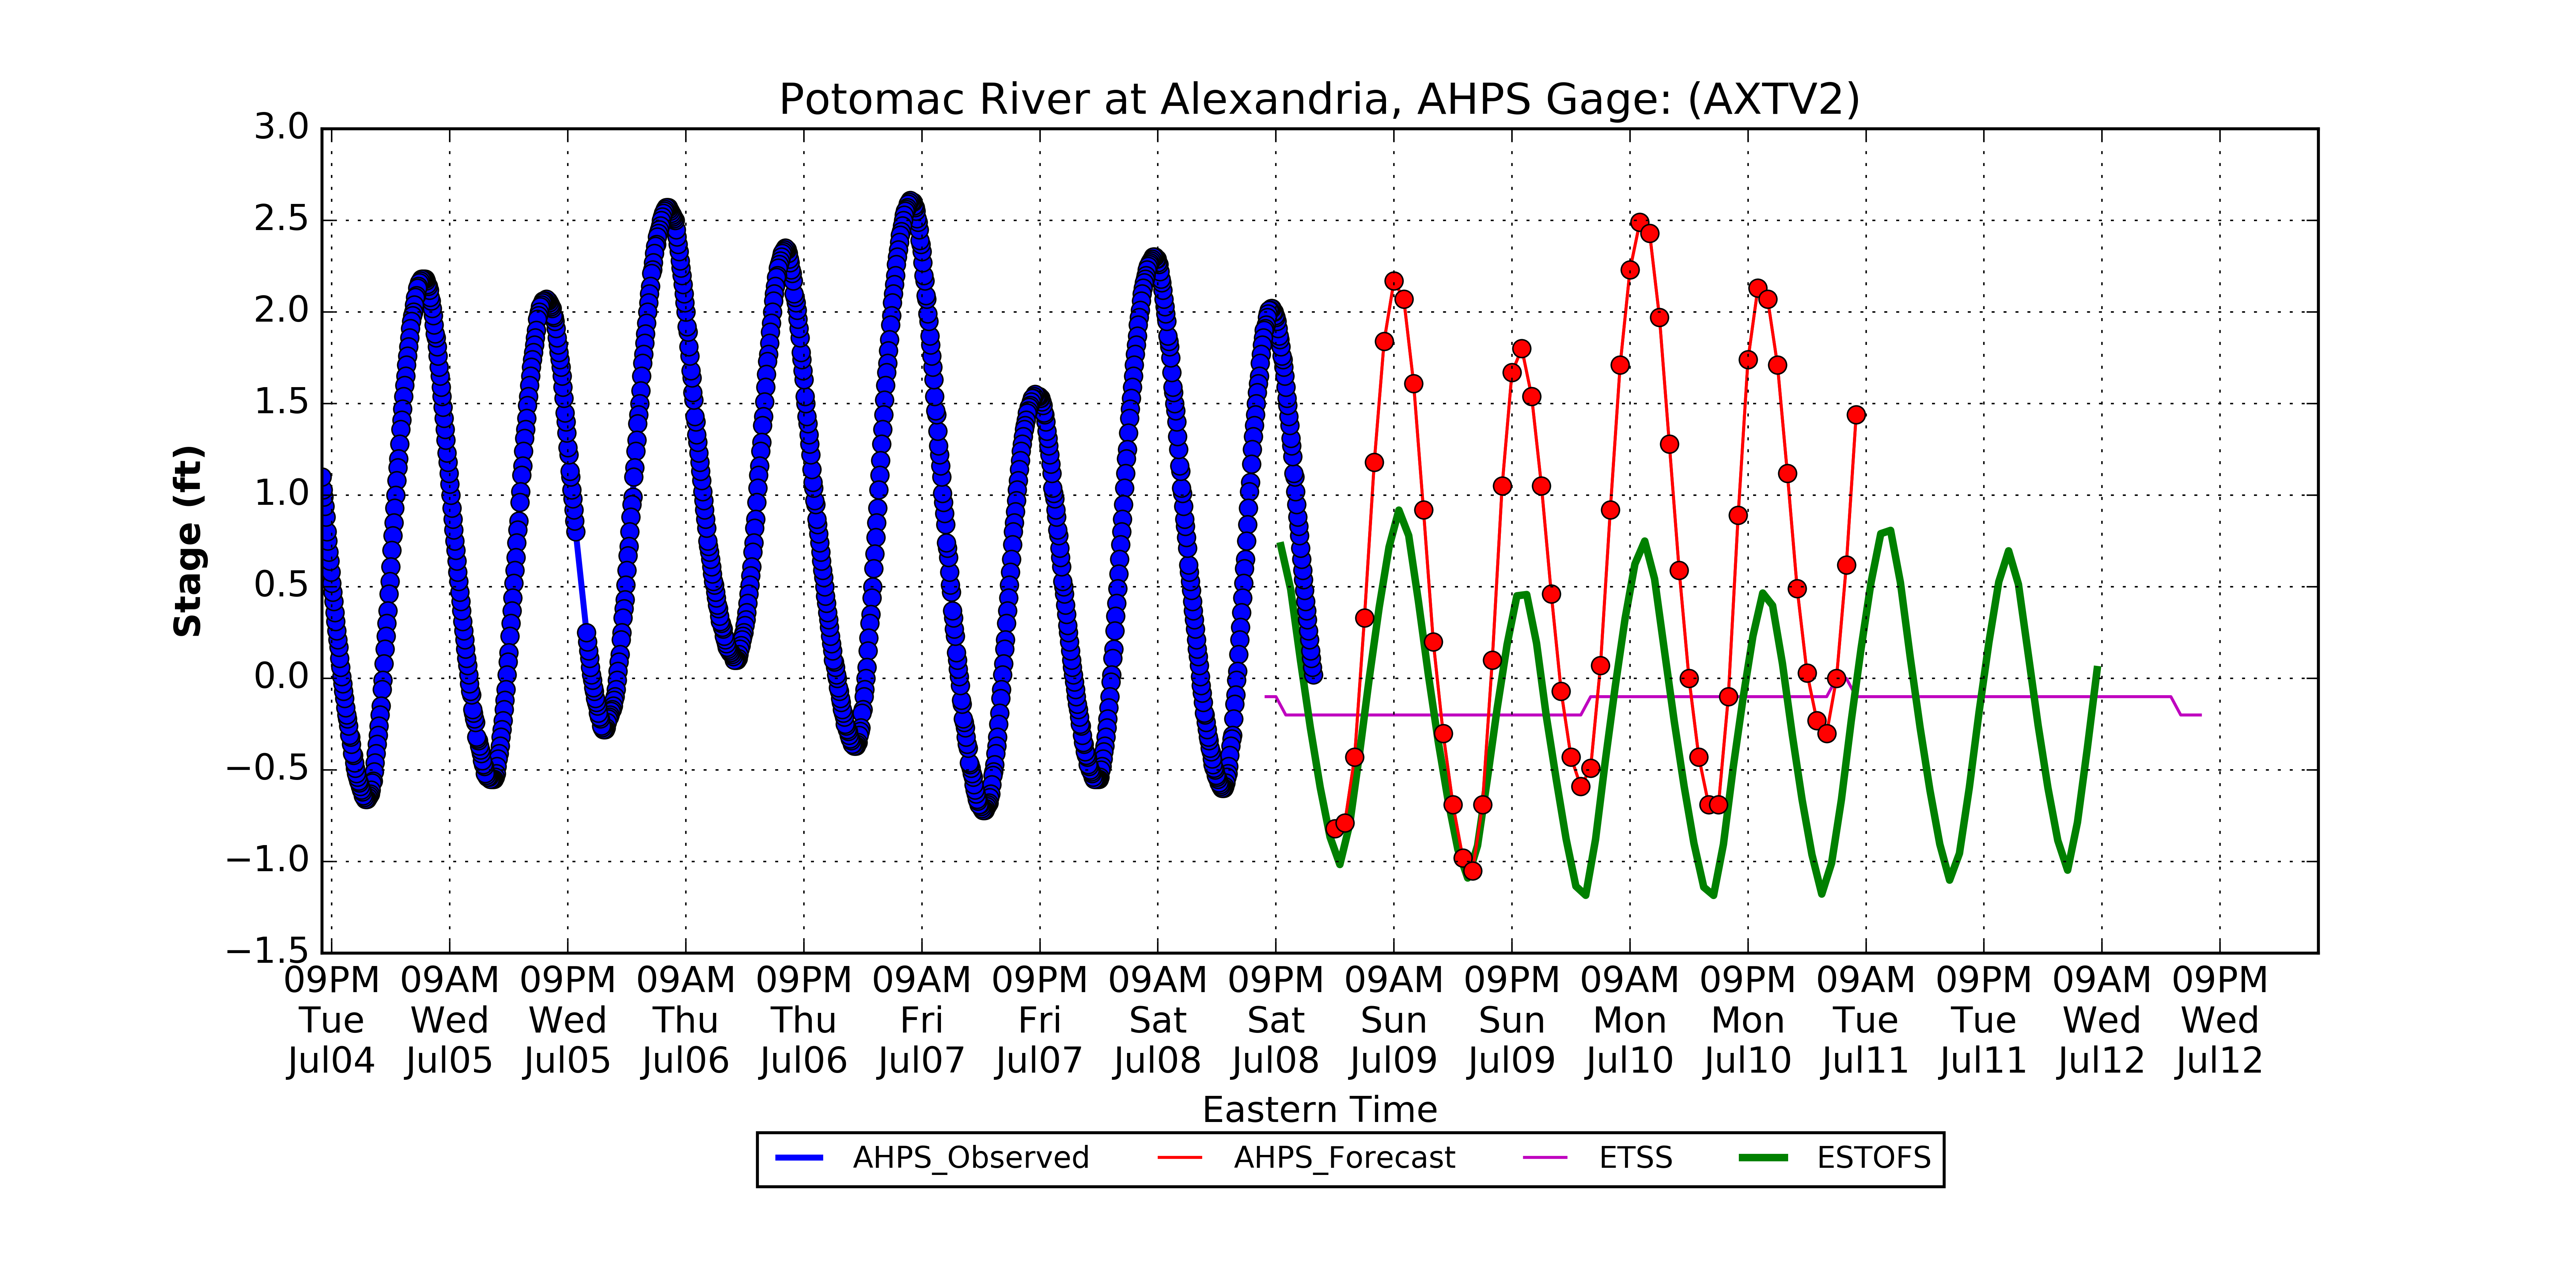 Potomac River at Alexandria, AHPS Gage: (AXTV2)
3.0
2.5
2.0
1.5
1.0
0.5
0.0
−0.5
−1.0
−1.5
Stage (ft)
09PM 09AM 09PM 09AM 09PM 09AM 09PM 09AM 09PM 09AM 09PM 09AM 09PM 09AM 09PM 09AM 09PM
Tue Wed Wed Thu Thu Fri Fri Sat Sat Sun Sun Mon Mon Tue Tue Wed Wed
Jul04 Jul05 Jul05 Jul06 Jul06 Jul07 Jul07 Jul08 Jul08 Jul09 Jul09 Jul10 Jul10 Jul11 Jul11 Jul12 Jul12
Eastern Time
AHPS_Observed AHPS_Forecast ETSS ESTOFS